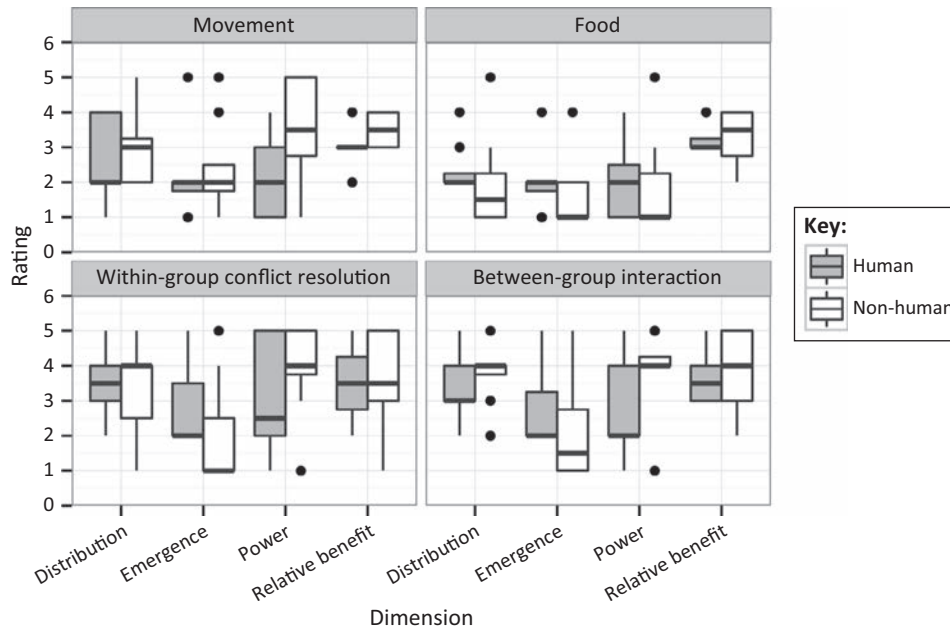 Movement
Food
6
5
4
3
2
1
0
Within-group conflict resolution
Between-group interaction
6
5
4
3
2
1
0
Rating
Distribution
Emergence
Power
Relative benefit
Distribution
Emergence
Power
Relative benefit
Dimension
Key:
Human
Non-human